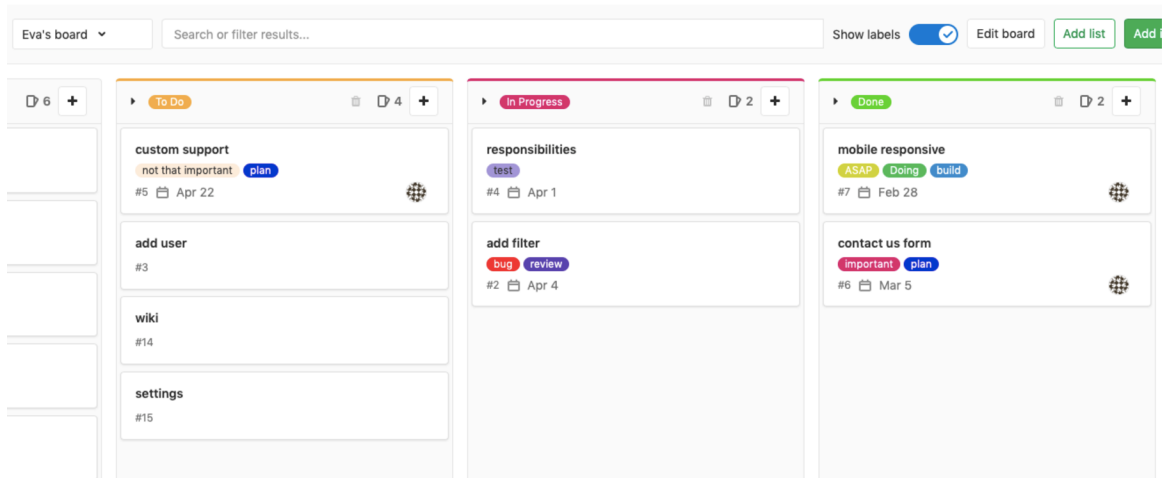 Eva's board
Search or filter results...
Show labels
Edit board
Add list
Add i
6
To Do
4
custom support
not that important plan
#5 Apr 22
add user
#3
wiki
#14
settings
#15
In Progress
2
responsibilities
test
#4 Apr 1
add filter
bug review
#2 Apr 4
Done
2
mobile responsive
ASAP Doing build
#7 Feb 28
contact us form
important plan
#6 Mar 5